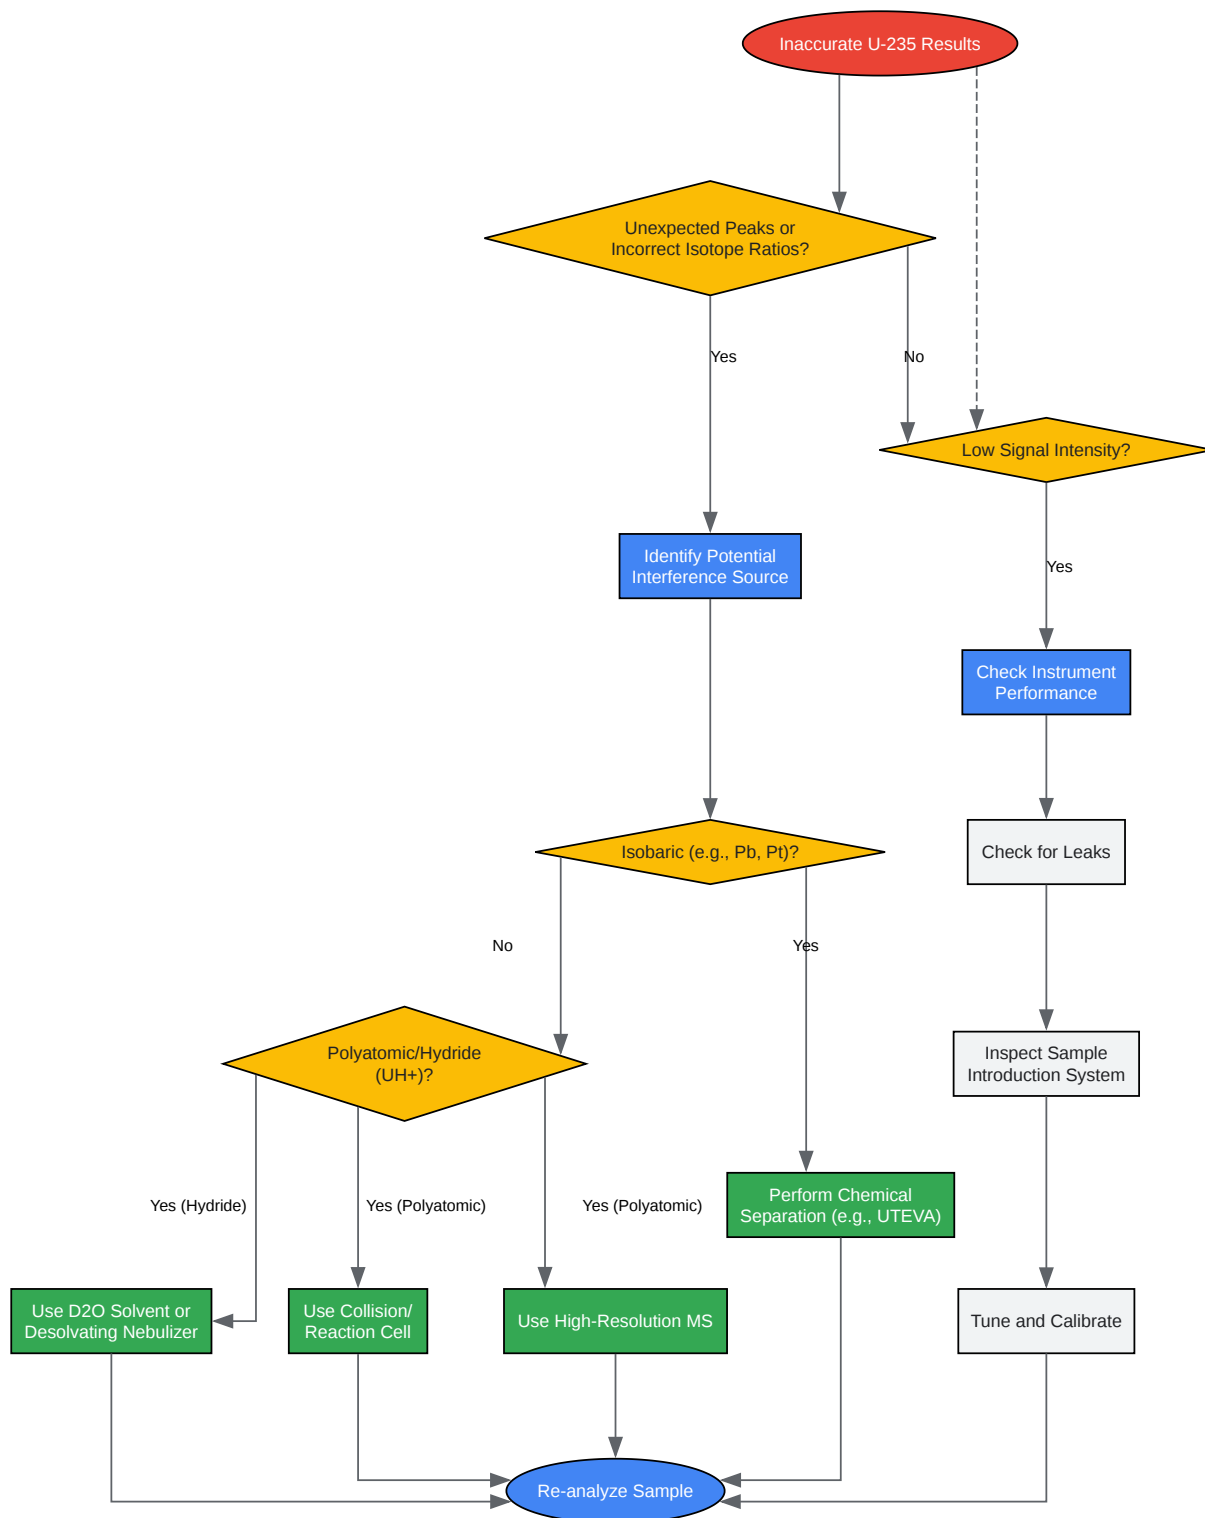 Inaccurate U-235 Results
Unexpected Peaks or
Incorrect Isotope Ratios?
Yes
No
Low Signal Intensity?
Identify Potential
Interference Source
Yes
Check Instrument
Performance
Isobaric (e.g., Pb, Pt)?
Check for Leaks
No
Yes
Polyatomic/Hydride
(UH+)?
Inspect Sample
Introduction System
Yes (Hydride)
Yes (Polyatomic)
Yes (Polyatomic)
Perform Chemical
Separation (e.g., UTEVA)
Use D2O Solvent or
Desolvating Nebulizer
Use Collision/
Reaction Cell
Use High-Resolution MS
Tune and Calibrate
Re-analyze Sample